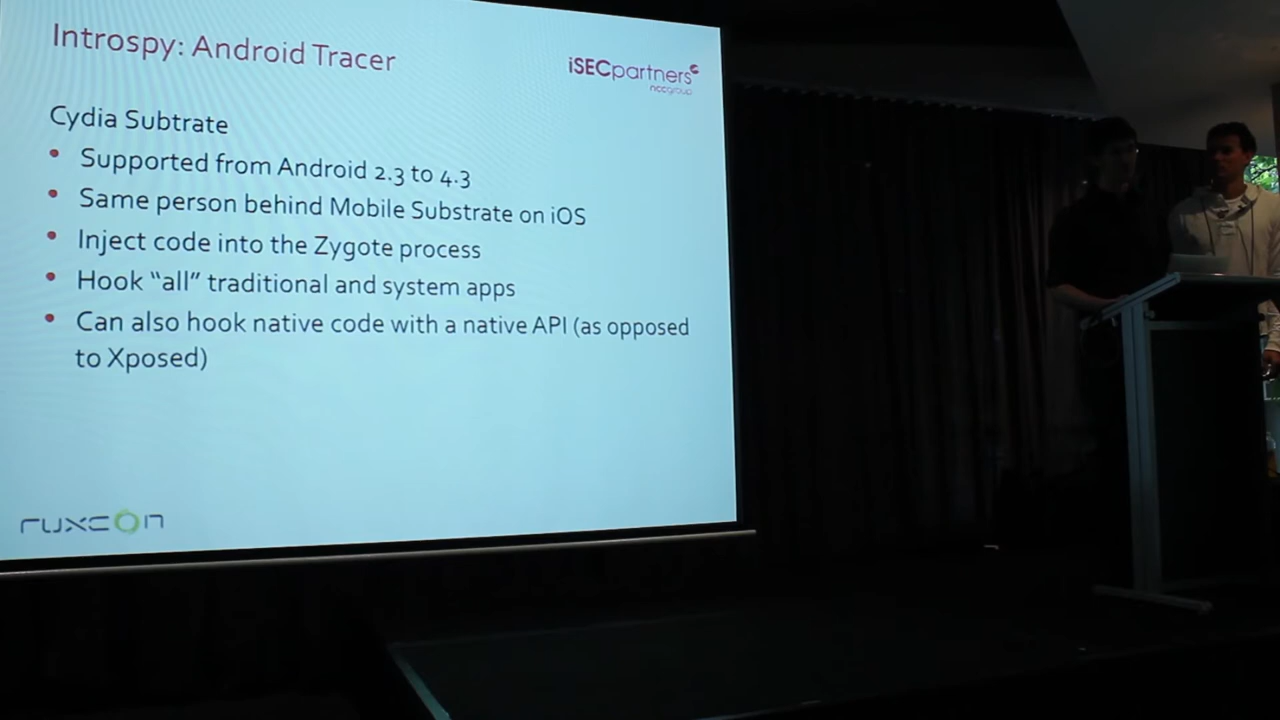 Introspy: Android Tracer
iSECpartners
nccgroup
Cydia Subtrate
• Supported from Android 2.3 to 4.3
• Same person behind Mobile Substrate on iOS
• Inject code into the Zygote process
• Hook “all” traditional and system apps
• Can also hook native code with a native API (as opposed
to Xposed)
ruxcon